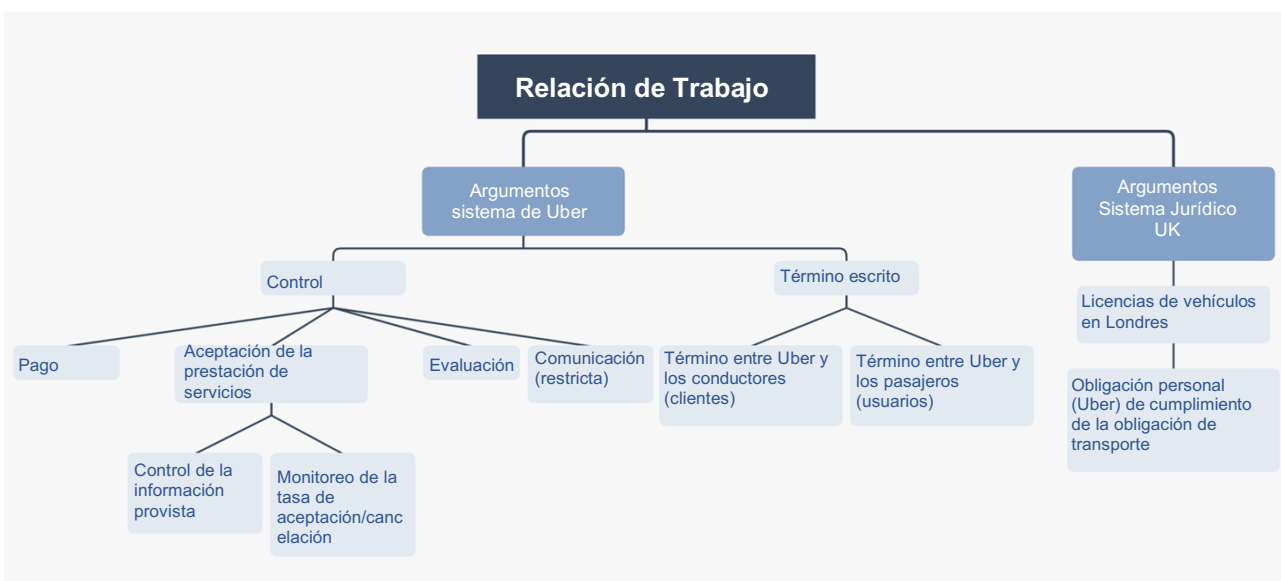 Relación de Trabajo
Argumentos
sistema de Uber
Argumentos
Sistema Jurídico
UK
Control
Término escrito
Licencias de vehículos
en Londres
Pago
Aceptación de la
prestación de
servicios
Evaluación
Comunicación
(restricta)
Término entre Uber y
los conductores
(clientes)
Término entre Uber y
los pasajeros
(usuarios)
Obligación personal
(Uber) de cumplimiento
de la obligación de
transporte
Control de la
información
provista
Monitoreo de la
tasa de
aceptación/canc
elación